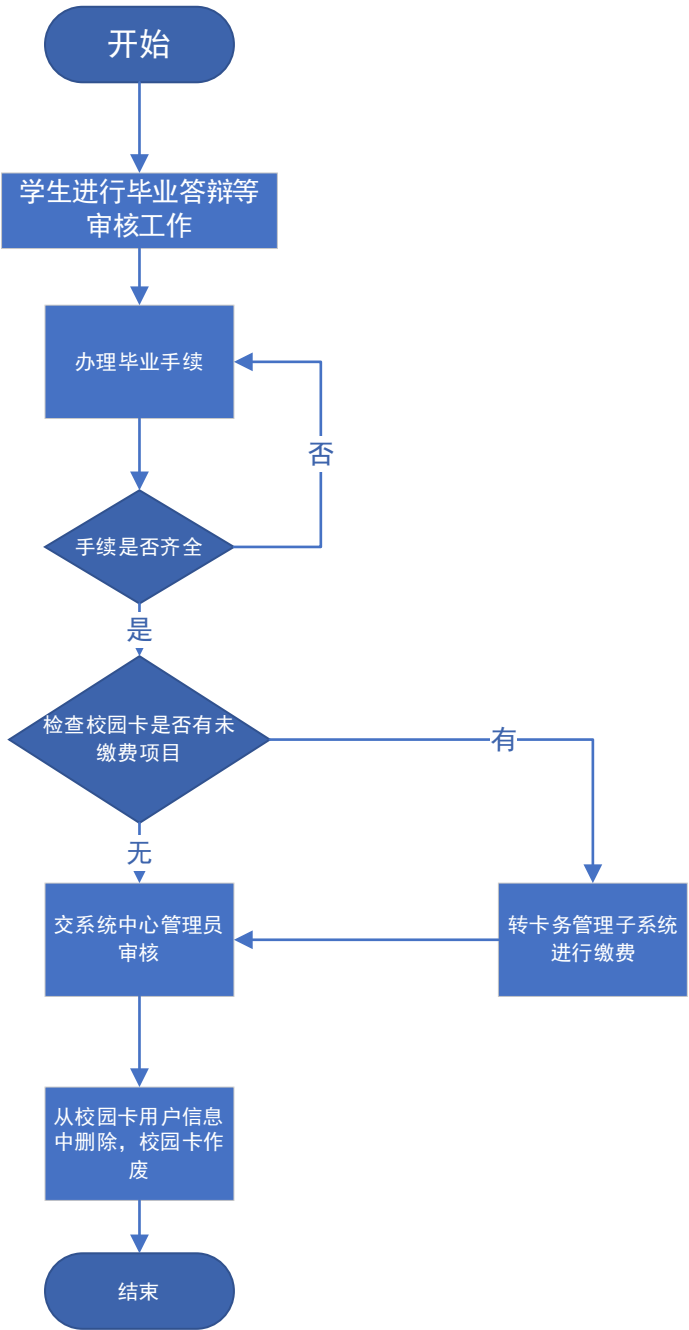 开始
学生进行毕业答辩等
审核工作
办理毕业手续
否
手续是否齐全
是
检查校园卡是否有未
缴费项目
有
无
交系统中心管理员
审核
转卡务管理子系统
进行缴费
从校园卡用户信息
中删除，校园卡作
废
结束